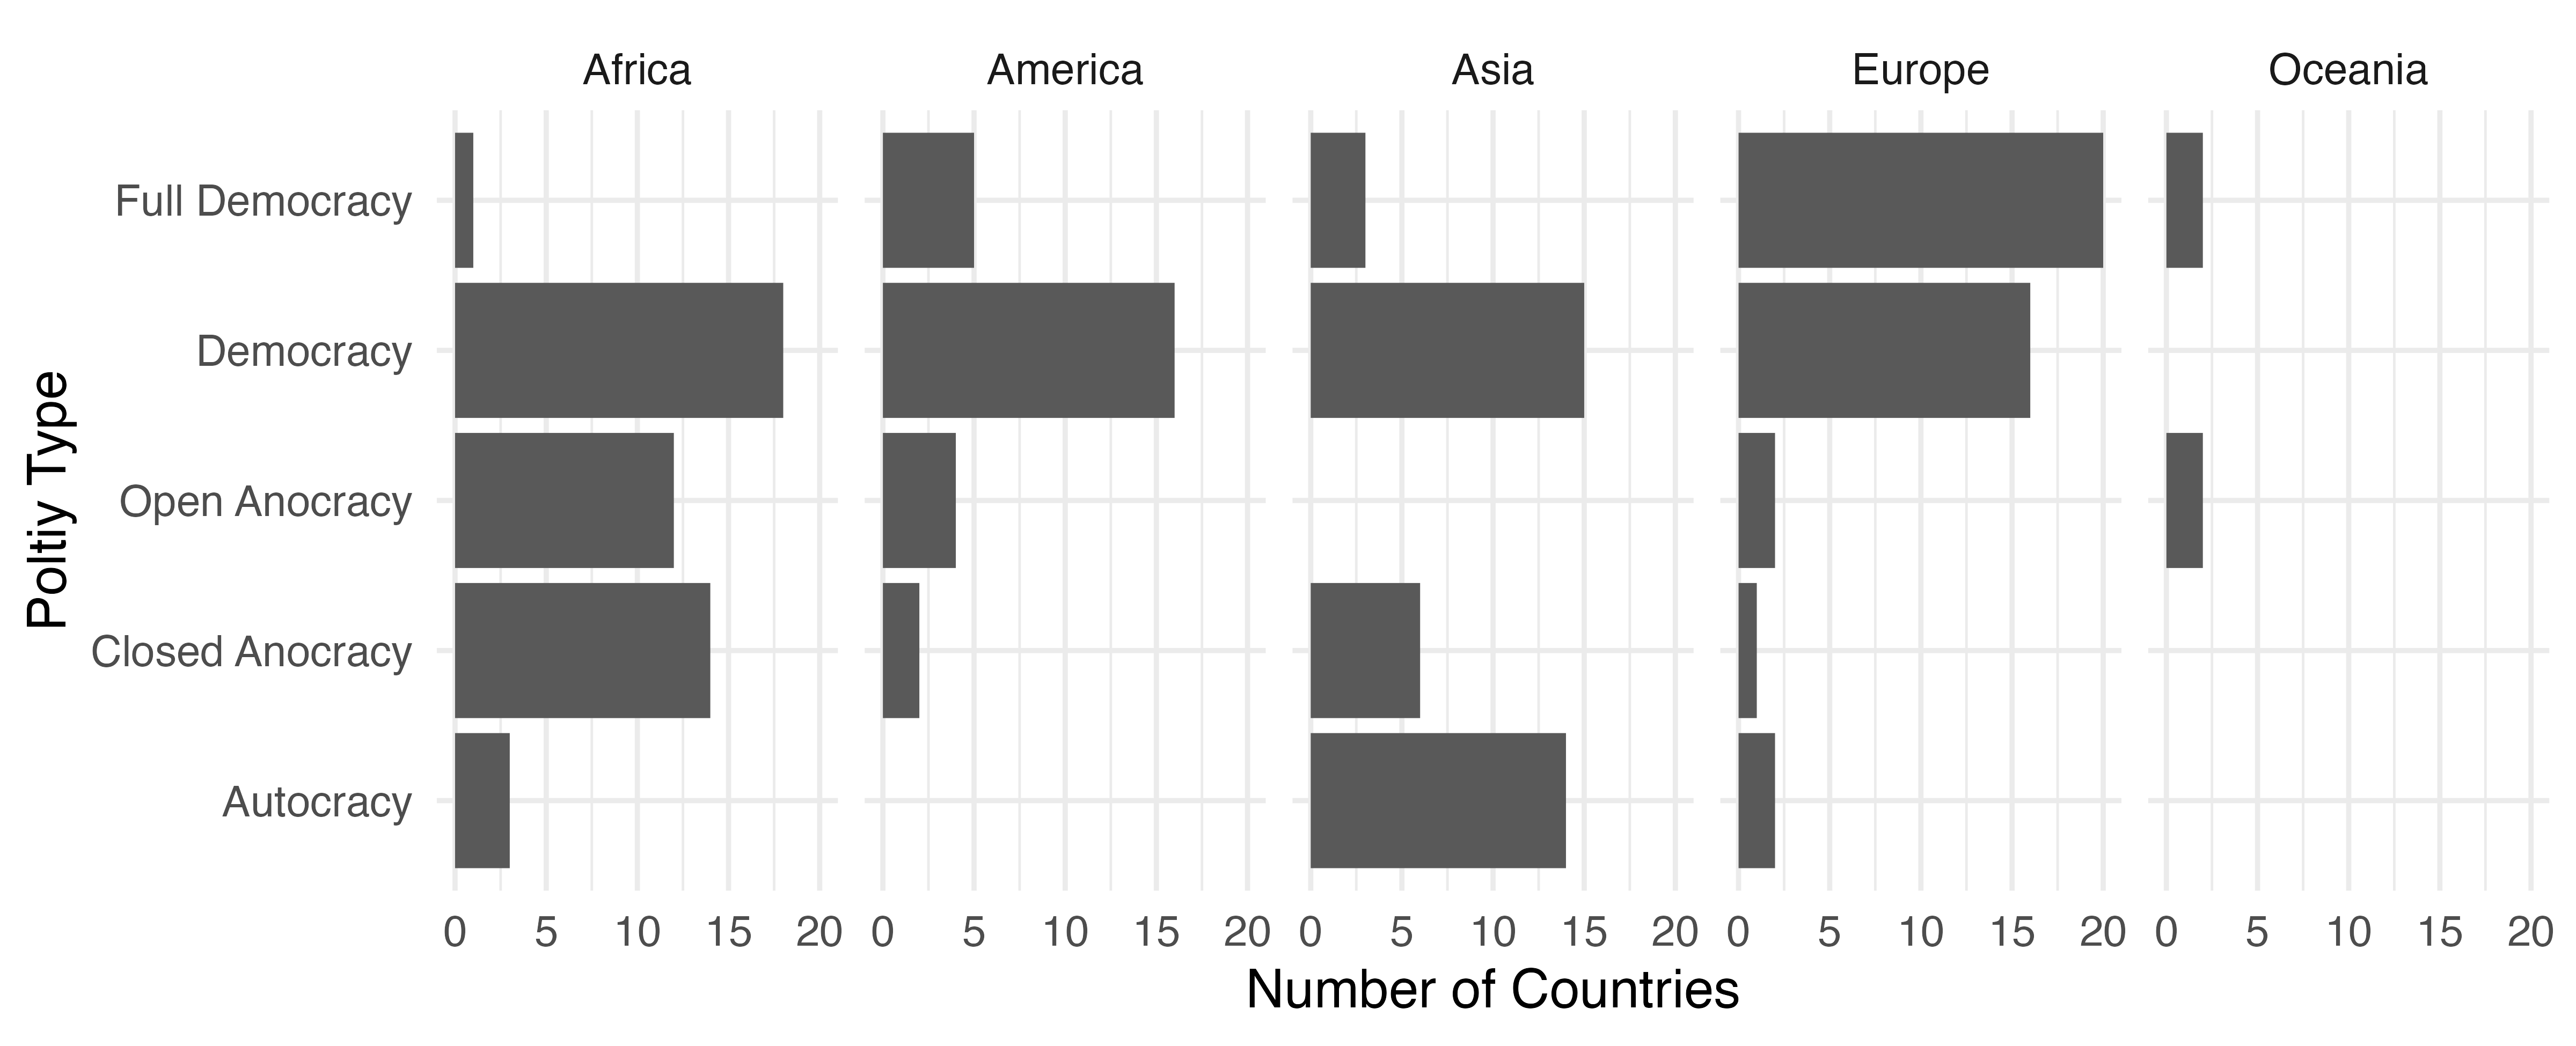 Africa America Asia Europe Oceania
Full Democracy
Democracy
Open Anocracy
Closed Anocracy
Autocracy
Poltiy Type
0 5 10 15 20 0 5 10 15 20 0 5 10 15 20 0 5 10 15 20 0 5 10 15 20
Number of Countries